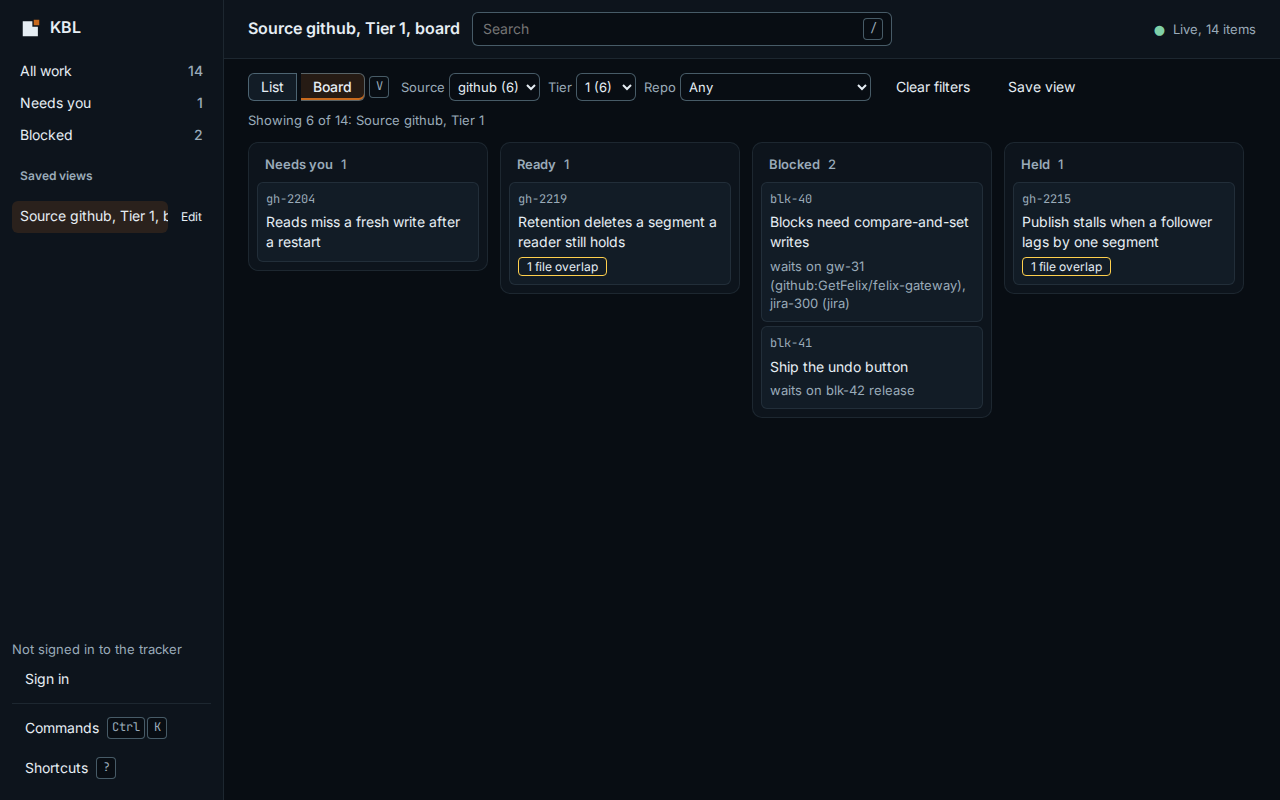 KBL
Source github, Tier 1, board
Search
/
Live, 14 items
All work 14
Needs you 1
Blocked 2
Saved views
Source github, Tier 1, b
Edit
List
Board
V
Source
github (6)
Tier
1 (6)
Repo
Any
Clear filters
Save view
Showing 6 of 14: Source github, Tier 1
Needs you 1
gh-2204
Reads miss a fresh write after
a restart
Ready 1
gh-2219
Retention deletes a segment a
reader still holds
1 file overlap
Blocked 2
blk-40
Blocks need compare-and-set
writes
waits on gw-31
(github:GetFelix/felix-gateway),
jira-300 (jira)
blk-41
Ship the undo button
waits on blk-42 release
Held 1
gh-2215
Publish stalls when a follower
lags by one segment
1 file overlap
Not signed in to the tracker
Sign in
Commands Ctrl K
Shortcuts ?